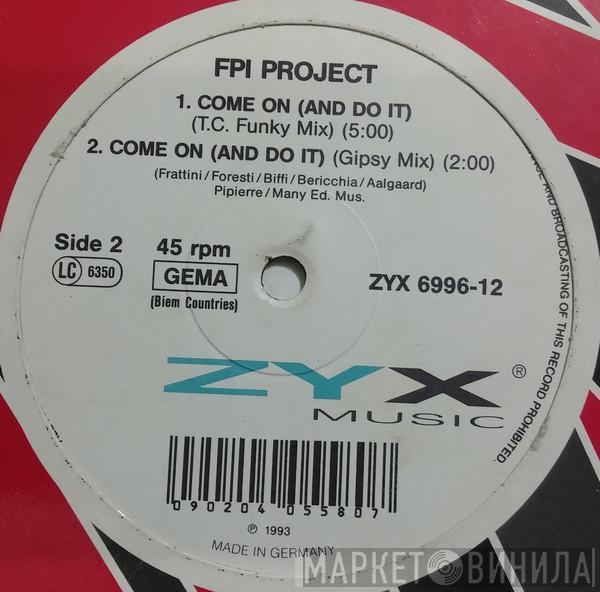 FPI PROJECT
1. COME ON (AND DO IT)
(T.C. Funky Mix) (5:00)
2. COME ON (AND DO IT) (Gipsy Mix) (2:00)
(Frattini/Foresti/Biffi/Bericchia/Aalgaard)
Pipierre/Many Ed. Mus.
Side 2 45 rpm
LC 6350 GEMA
(Biem Countries)
ZYX 6996-12
ZYX ®
MUSIC
090204 055807
℗ 1993
MADE IN GERMANY
AND BROADCASTING OF THIS RECORD PROHIBITED.
МАРКЕТ ВИНИЛА